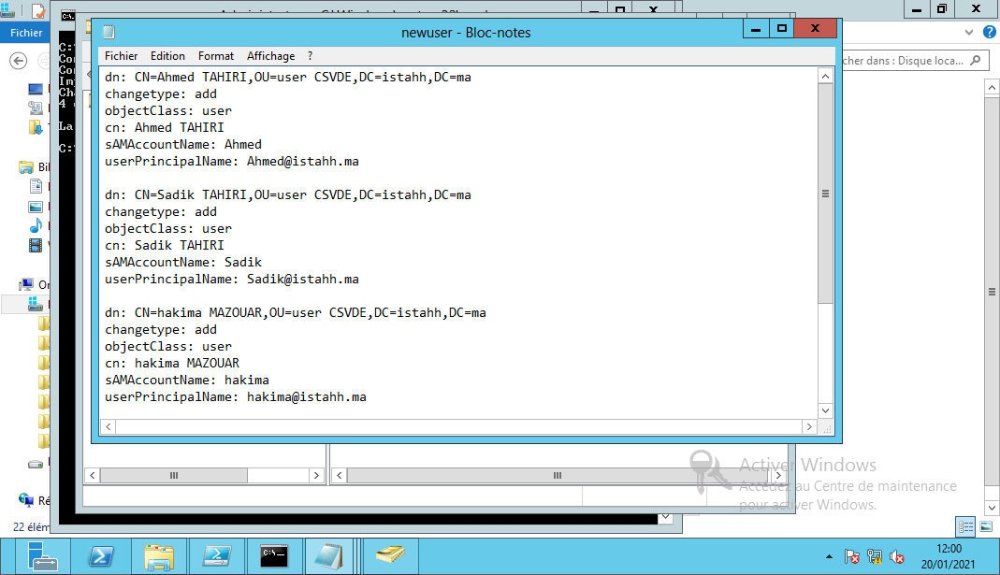 newuser - Bloc-notes
Fichier
Fichier Edition Format Affichage ?
cher dans : Disque loca...
dn: CN=Ahmed TAHIRI,OU=user CSVDE,DC=istahh,DC=ma
changetype: add
objectClass: user
cn: Ahmed TAHIRI
sAMAccountName: Ahmed
userPrincipalName: Ahmed@istahh.ma
dn: CN=Sadik TAHIRI,OU=user CSVDE,DC=istahh,DC=ma
changetype: add
objectClass: user
cn: Sadik TAHIRI
sAMAccountName: Sadik
userPrincipalName: Sadik@istahh.ma
dn: CN=hakima MAZOUAR,OU=user CSVDE,DC=istahh,DC=ma
changetype: add
objectClass: user
cn: hakima MAZOUAR
sAMAccountName: hakima
userPrincipalName: hakima@istahh.ma
Activer Windows
Accédez au Centre de maintenance
pour activer Windows.
22 élém
12:00
20/01/2021